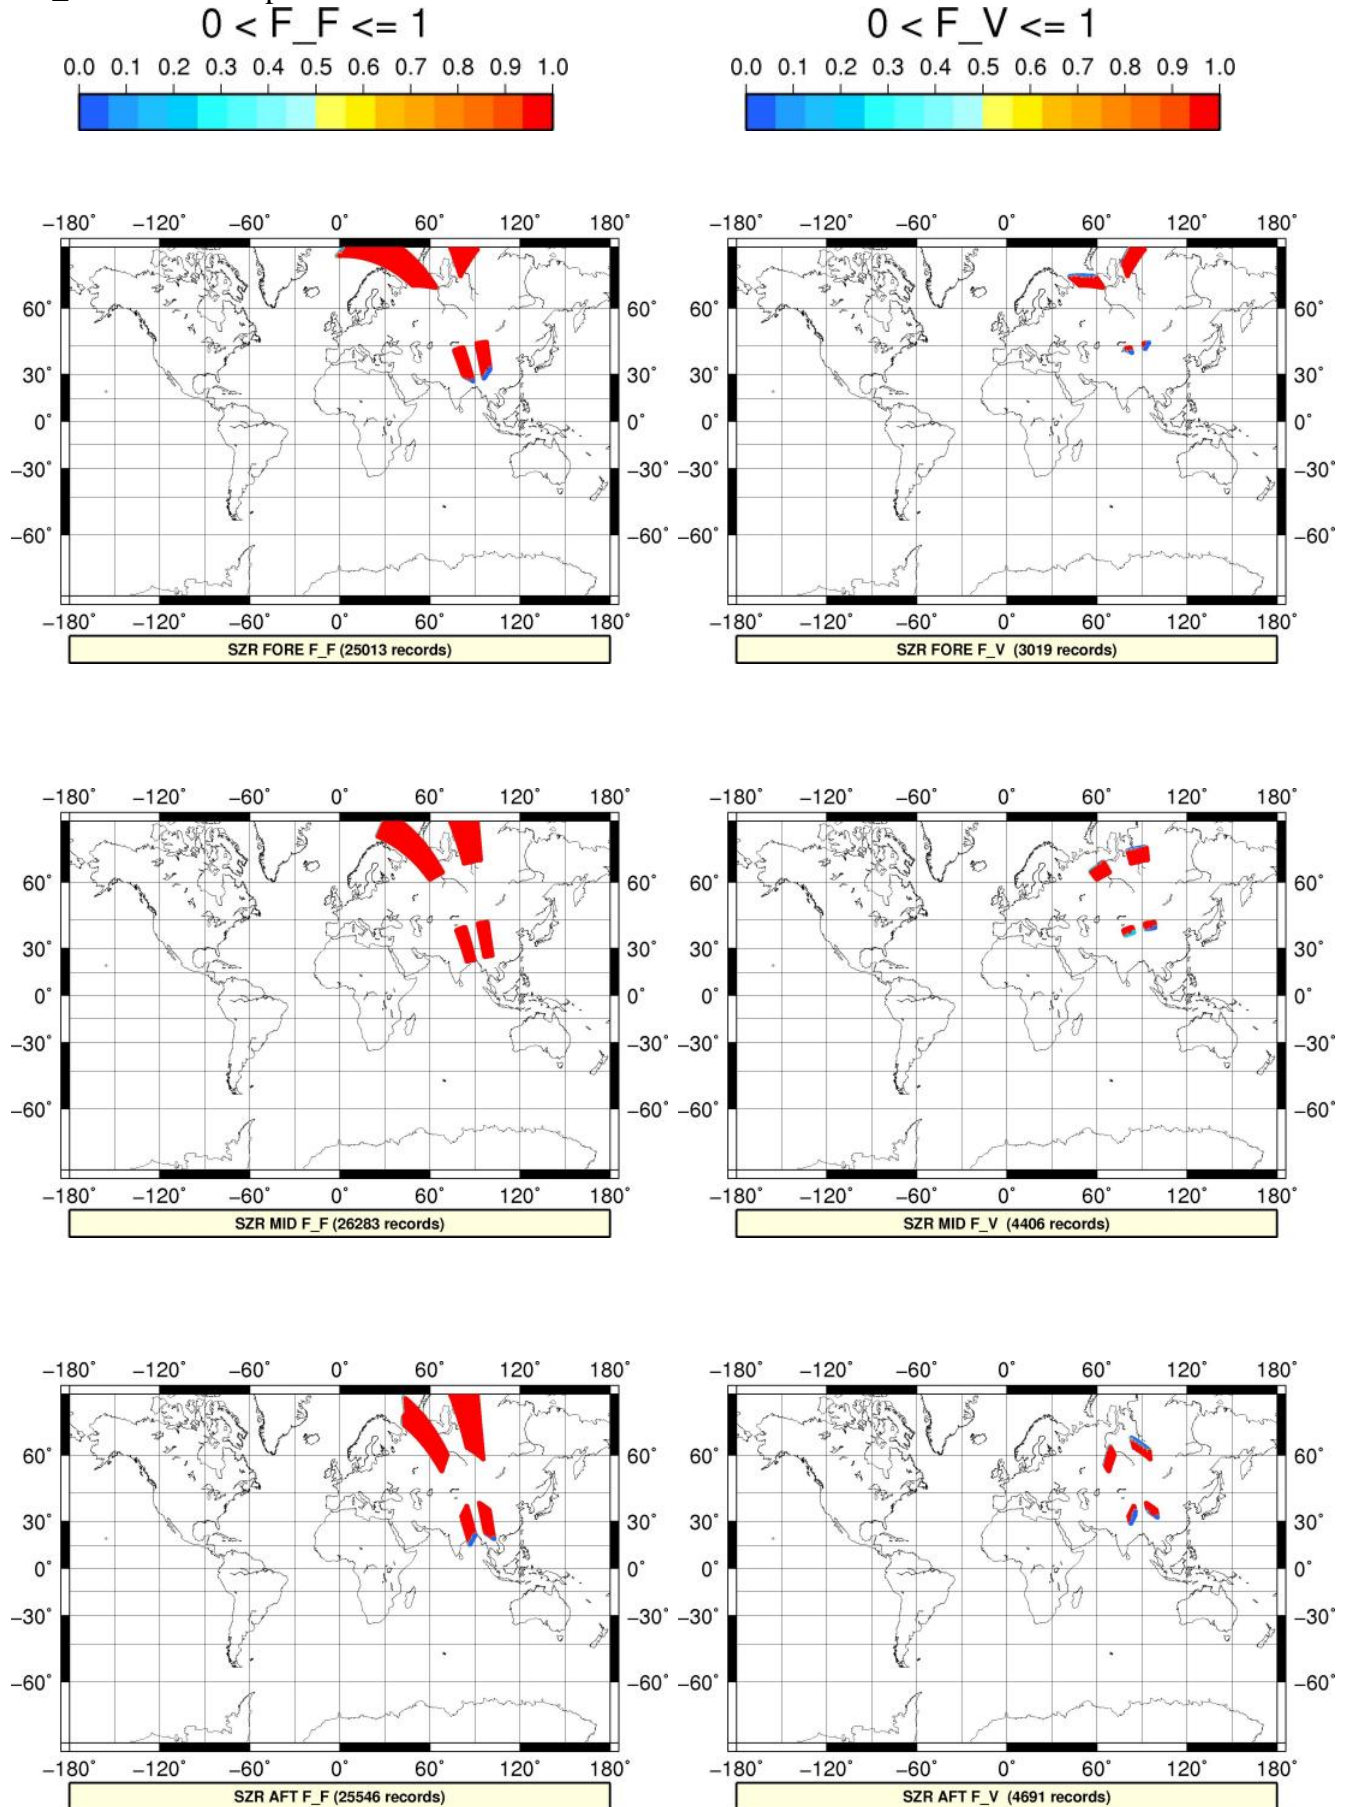 0 < F_F <= 1
0 < F_V <= 1
0.0 0.1 0.2 0.3 0.4 0.5 0.6 0.7 0.8 0.9 1.0
0.0 0.1 0.2 0.3 0.4 0.5 0.6 0.7 0.8 0.9 1.0
−180˚ −120˚ −60˚ 0˚ 60˚ 120˚ 180˚
−180˚ −120˚ −60˚ 0˚ 60˚ 120˚ 180˚
60˚ 60˚ 60˚ 60˚
30˚ 30˚ 30˚ 30˚
0˚ 0˚ 0˚ 0˚
−30˚ −30˚ −30˚ −30˚
−60˚ −60˚ −60˚ −60˚
−180˚ −120˚ −60˚ 0˚ 60˚ 120˚ 180˚
−180˚ −120˚ −60˚ 0˚ 60˚ 120˚ 180˚
SZR FORE F_F (25013 records)
SZR FORE F_V (3019 records)
−180˚ −120˚ −60˚ 0˚ 60˚ 120˚ 180˚
−180˚ −120˚ −60˚ 0˚ 60˚ 120˚ 180˚
60˚ 60˚ 60˚ 60˚
30˚ 30˚ 30˚ 30˚
0˚ 0˚ 0˚ 0˚
−30˚ −30˚ −30˚ −30˚
−60˚ −60˚ −60˚ −60˚
−180˚ −120˚ −60˚ 0˚ 60˚ 120˚ 180˚
−180˚ −120˚ −60˚ 0˚ 60˚ 120˚ 180˚
SZR MID F_F (26283 records)
SZR MID F_V (4406 records)
−180˚ −120˚ −60˚ 0˚ 60˚ 120˚ 180˚
−180˚ −120˚ −60˚ 0˚ 60˚ 120˚ 180˚
60˚ 60˚ 60˚ 60˚
30˚ 30˚ 30˚ 30˚
0˚ 0˚ 0˚ 0˚
−30˚ −30˚ −30˚ −30˚
−60˚ −60˚ −60˚ −60˚
−180˚ −120˚ −60˚ 0˚ 60˚ 120˚ 180˚
−180˚ −120˚ −60˚ 0˚ 60˚ 120˚ 180˚
SZR AFT F_F (25546 records)
SZR AFT F_V (4691 records)